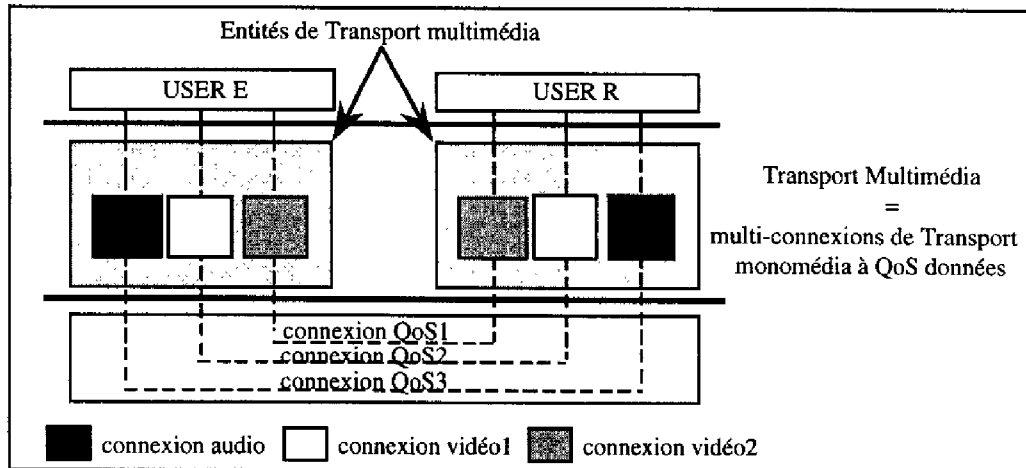 Entités de Transport multimédia
USER E
USER R
Transport Multimédia
=
multi-connexions de Transport
monomédia à QoS données
connexion QoS1
connexion QoS2
connexion QoS3
connexion audio
connexion vidéo1
connexion vidéo2